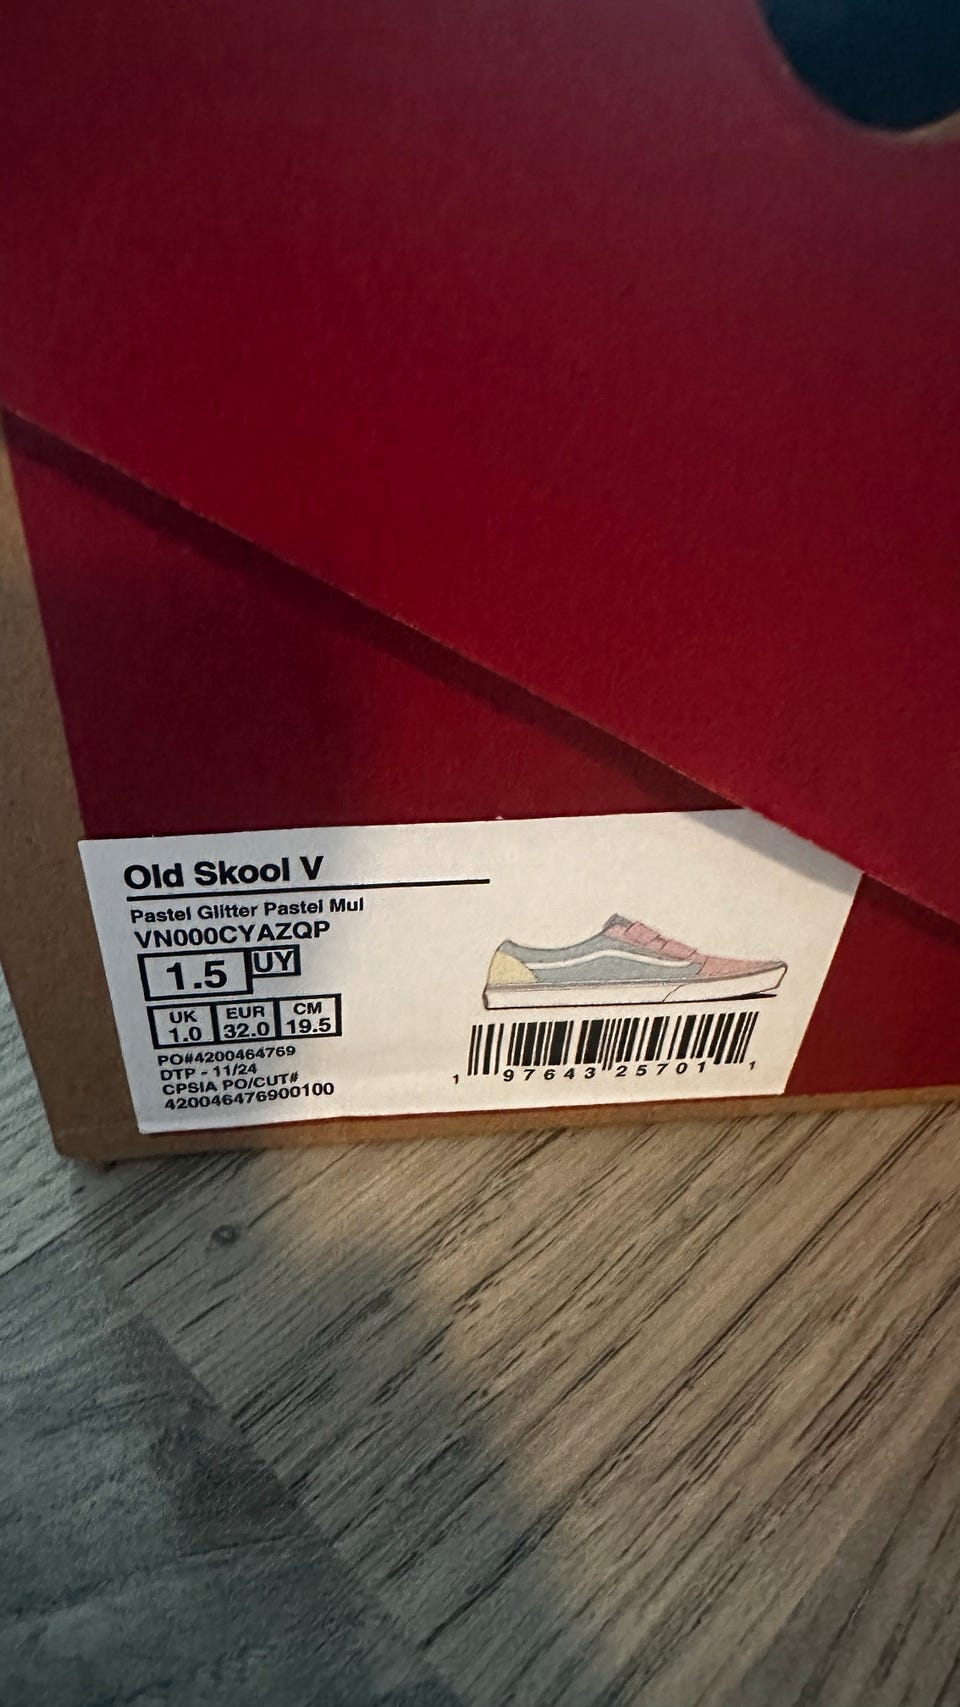 Old Skool V
Pastel Glitter Pastel Mul
VN000CYAZQP
1.5 UY
UK EUR CM
1.0 32.0 19.5
PO#4200464769
DTP - 11/24
CPSIA PO/CUT#
420046476900100
1 97643 25701 1